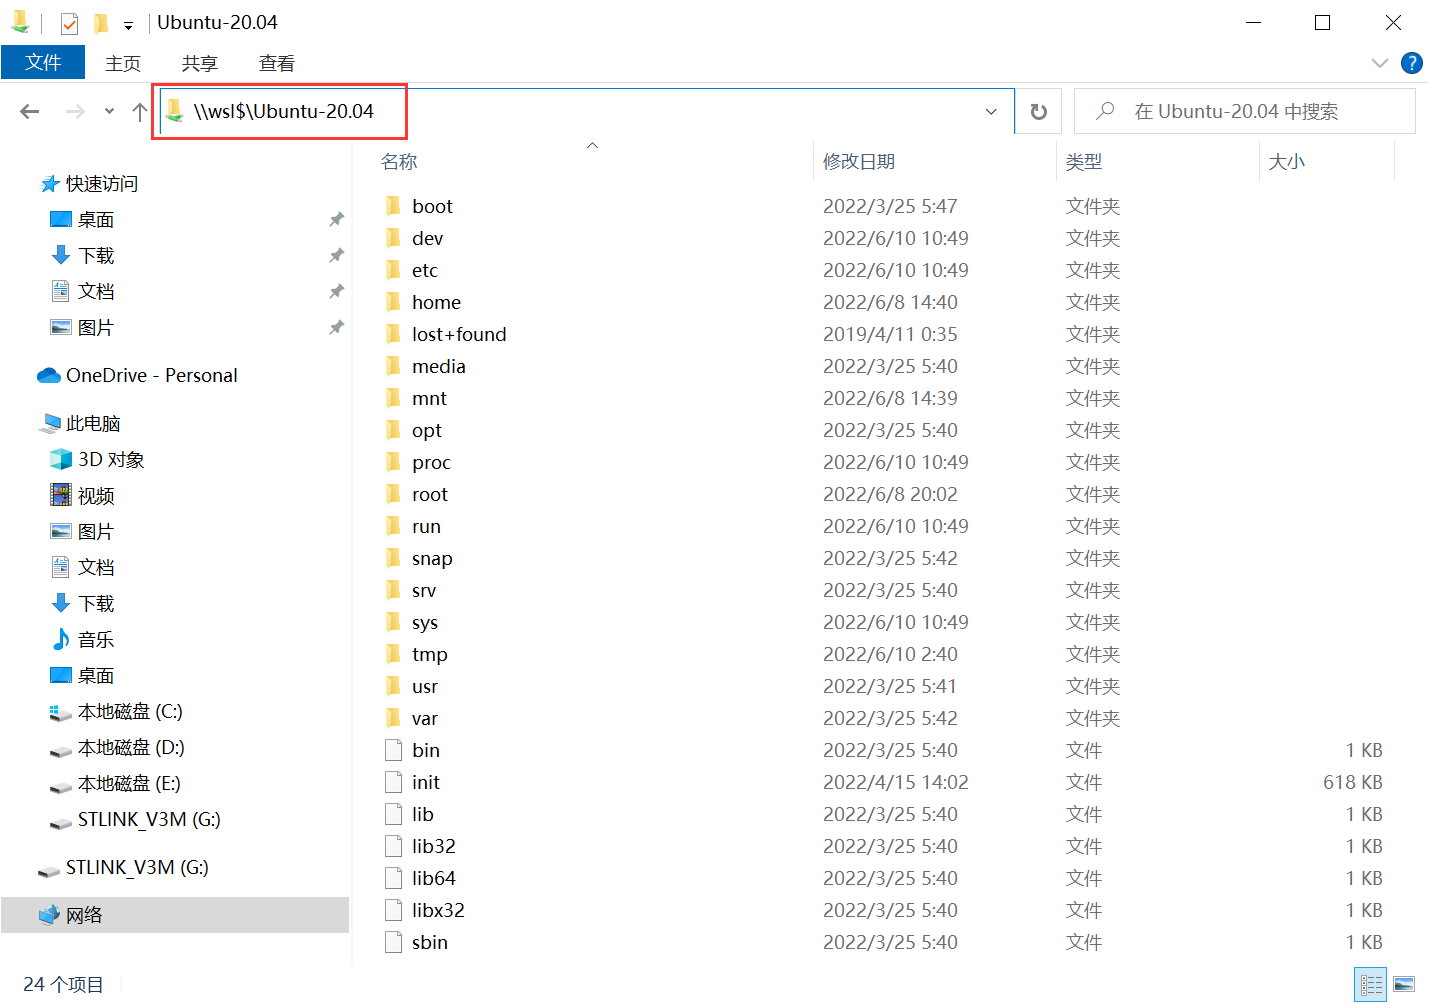 Ubuntu-20.04
文件 主页 共享 查看
\\wsl$\Ubuntu-20.04 在 Ubuntu-20.04 中搜索
名称 修改日期 类型 大小
快速访问
桌面
下载
文档
图片
OneDrive - Personal
此电脑
3D 对象
视频
图片
文档
下载
音乐
桌面
本地磁盘 (C:)
本地磁盘 (D:)
本地磁盘 (E:)
STLINK_V3M (G:)
STLINK_V3M (G:)
网络
boot 2022/3/25 5:47 文件夹
dev 2022/6/10 10:49 文件夹
etc 2022/6/10 10:49 文件夹
home 2022/6/8 14:40 文件夹
lost+found 2019/4/11 0:35 文件夹
media 2022/3/25 5:40 文件夹
mnt 2022/6/8 14:39 文件夹
opt 2022/3/25 5:40 文件夹
proc 2022/6/10 10:49 文件夹
root 2022/6/8 20:02 文件夹
run 2022/6/10 10:49 文件夹
snap 2022/3/25 5:42 文件夹
srv 2022/3/25 5:40 文件夹
sys 2022/6/10 10:49 文件夹
tmp 2022/6/10 2:40 文件夹
usr 2022/3/25 5:41 文件夹
var 2022/3/25 5:42 文件夹
bin 2022/3/25 5:40 文件 1 KB
init 2022/4/15 14:02 文件 618 KB
lib 2022/3/25 5:40 文件 1 KB
lib32 2022/3/25 5:40 文件 1 KB
lib64 2022/3/25 5:40 文件 1 KB
libx32 2022/3/25 5:40 文件 1 KB
sbin 2022/3/25 5:40 文件 1 KB
24 个项目